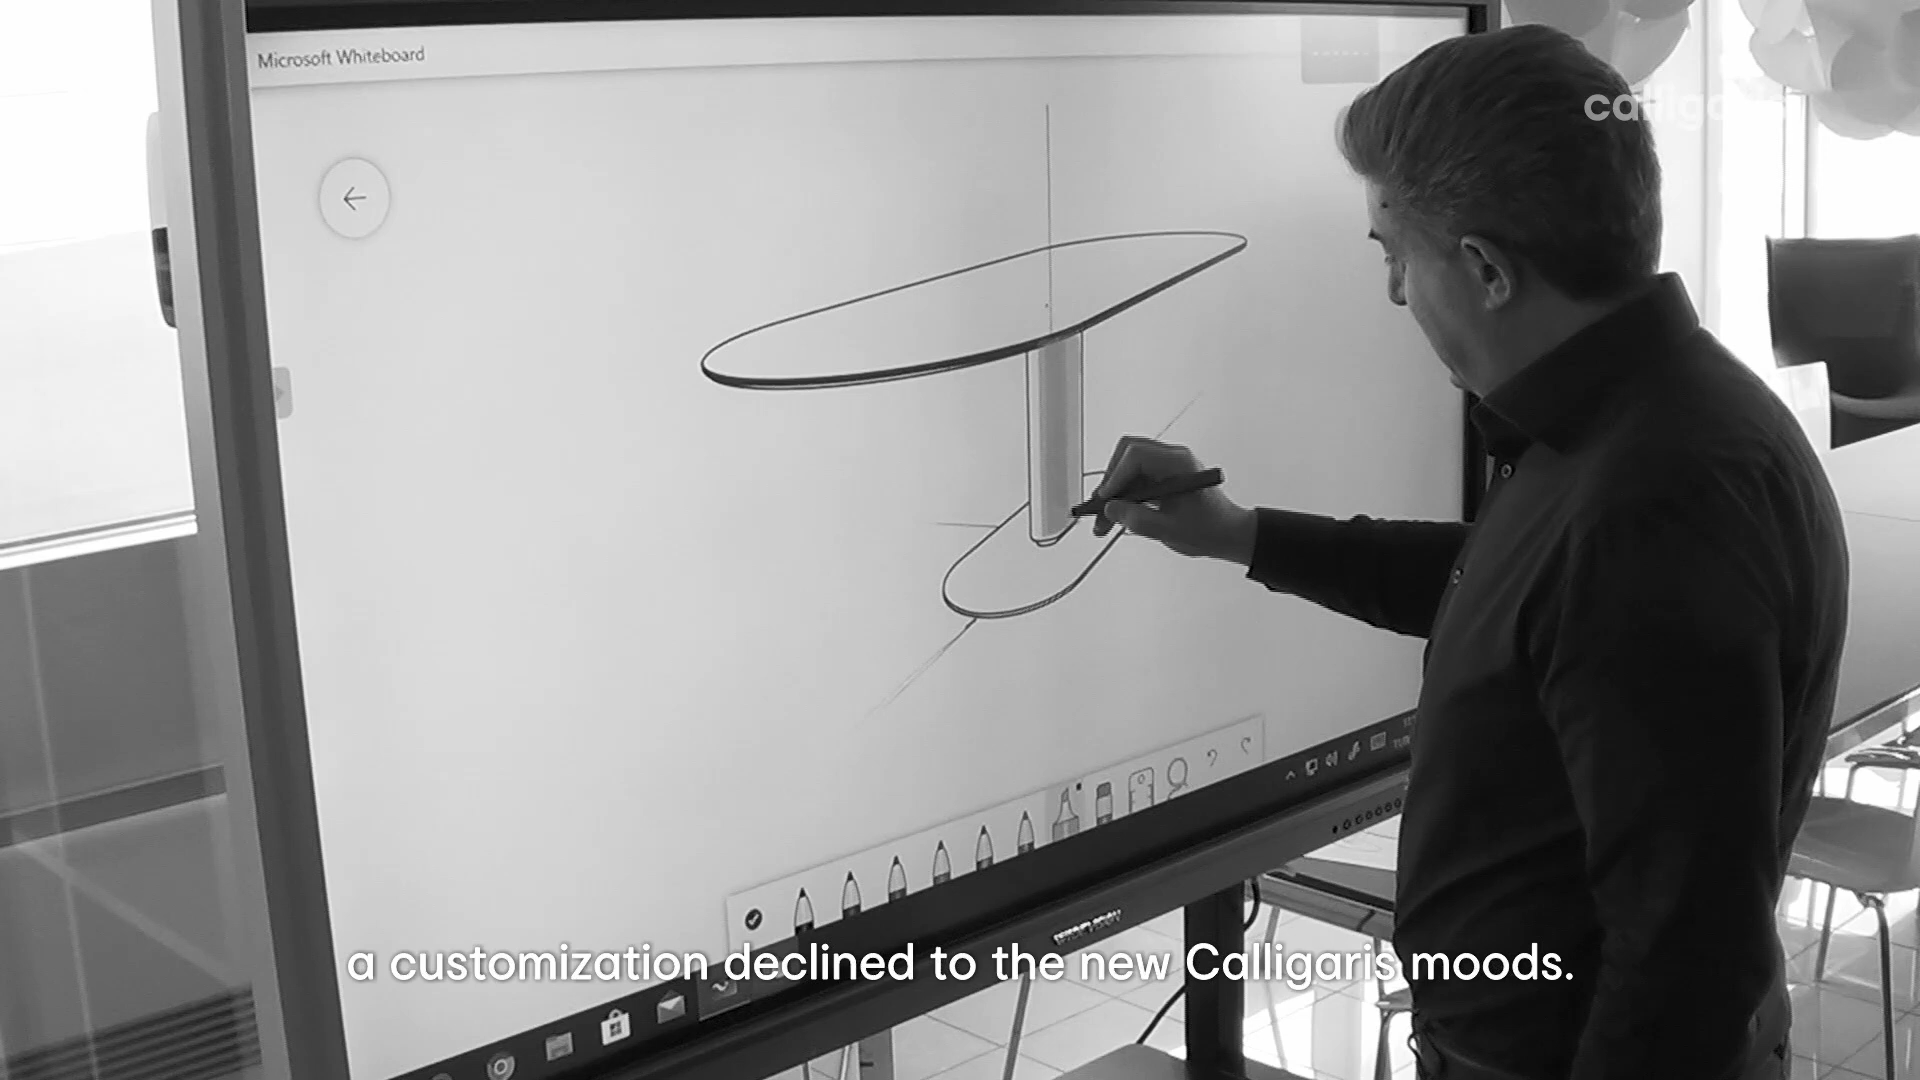 Microsoft Whiteboard
calligaris
a customization declined to the new Calligaris moods.